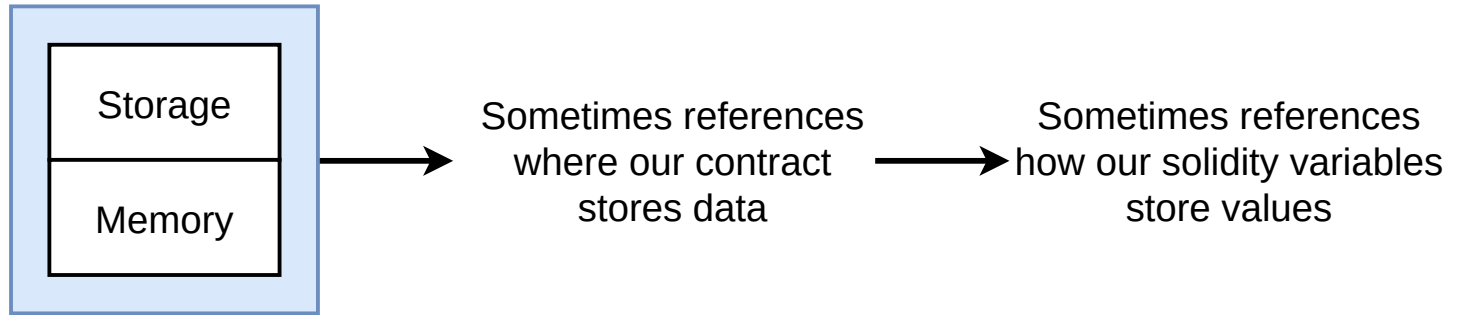 Storage
Memory
Sometimes references
where our contract
stores data
Sometimes references
how our solidity variables
store values